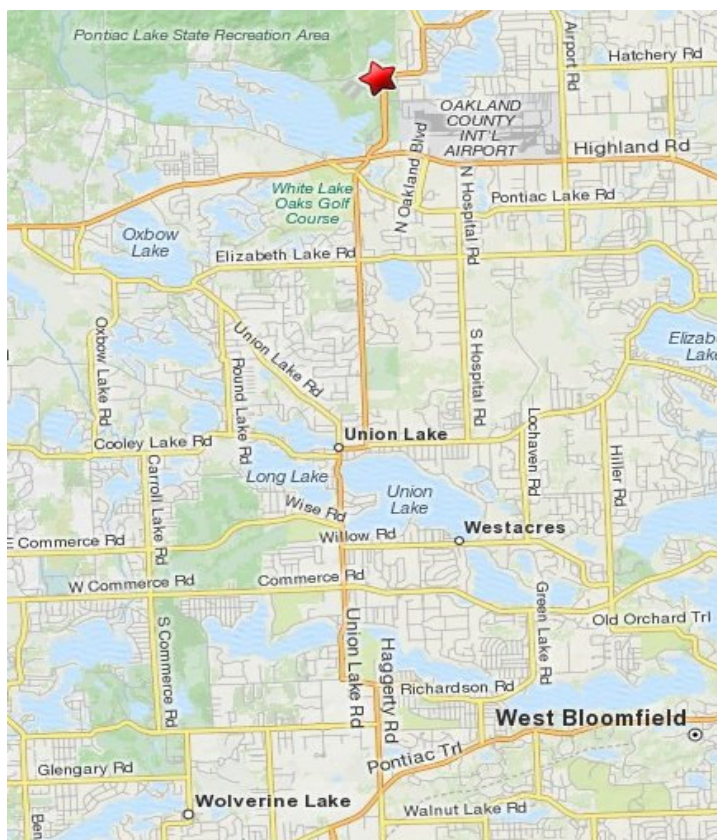 Pontiac Lake State Recreation Area
Airport Rd
Hatchery Rd
OAKLAND
COUNTY
INT'L
AIRPORT
Highland Rd
N Oakland Blvd
N Hospital Rd
White Lake
Oaks Golf
Course
Pontiac Lake Rd
Oxbow
Lake
Elizabeth Lake Rd
Oxbow Lake Rd
Union Lake Rd
Round Lake Rd
S Hospital Rd
Lake
Cooley Lake Rd
Union Lake
Lochaven Rd
Hiller Rd
Carroll Lake Rd
Long Lake
Union
Lake
Wise Rd
Westacres
E Commerce Rd
Willow Rd
W Commerce Rd
Commerce Rd
Green Lake Rd
Old Orchard Trl
S Commerce Rd
Union Lake Rd
Haggerty Rd
Richardson Rd
West Bloomfield
Pontiac Trl
Glengary Rd
Wolverine Lake
Walnut Lake Rd
Ben